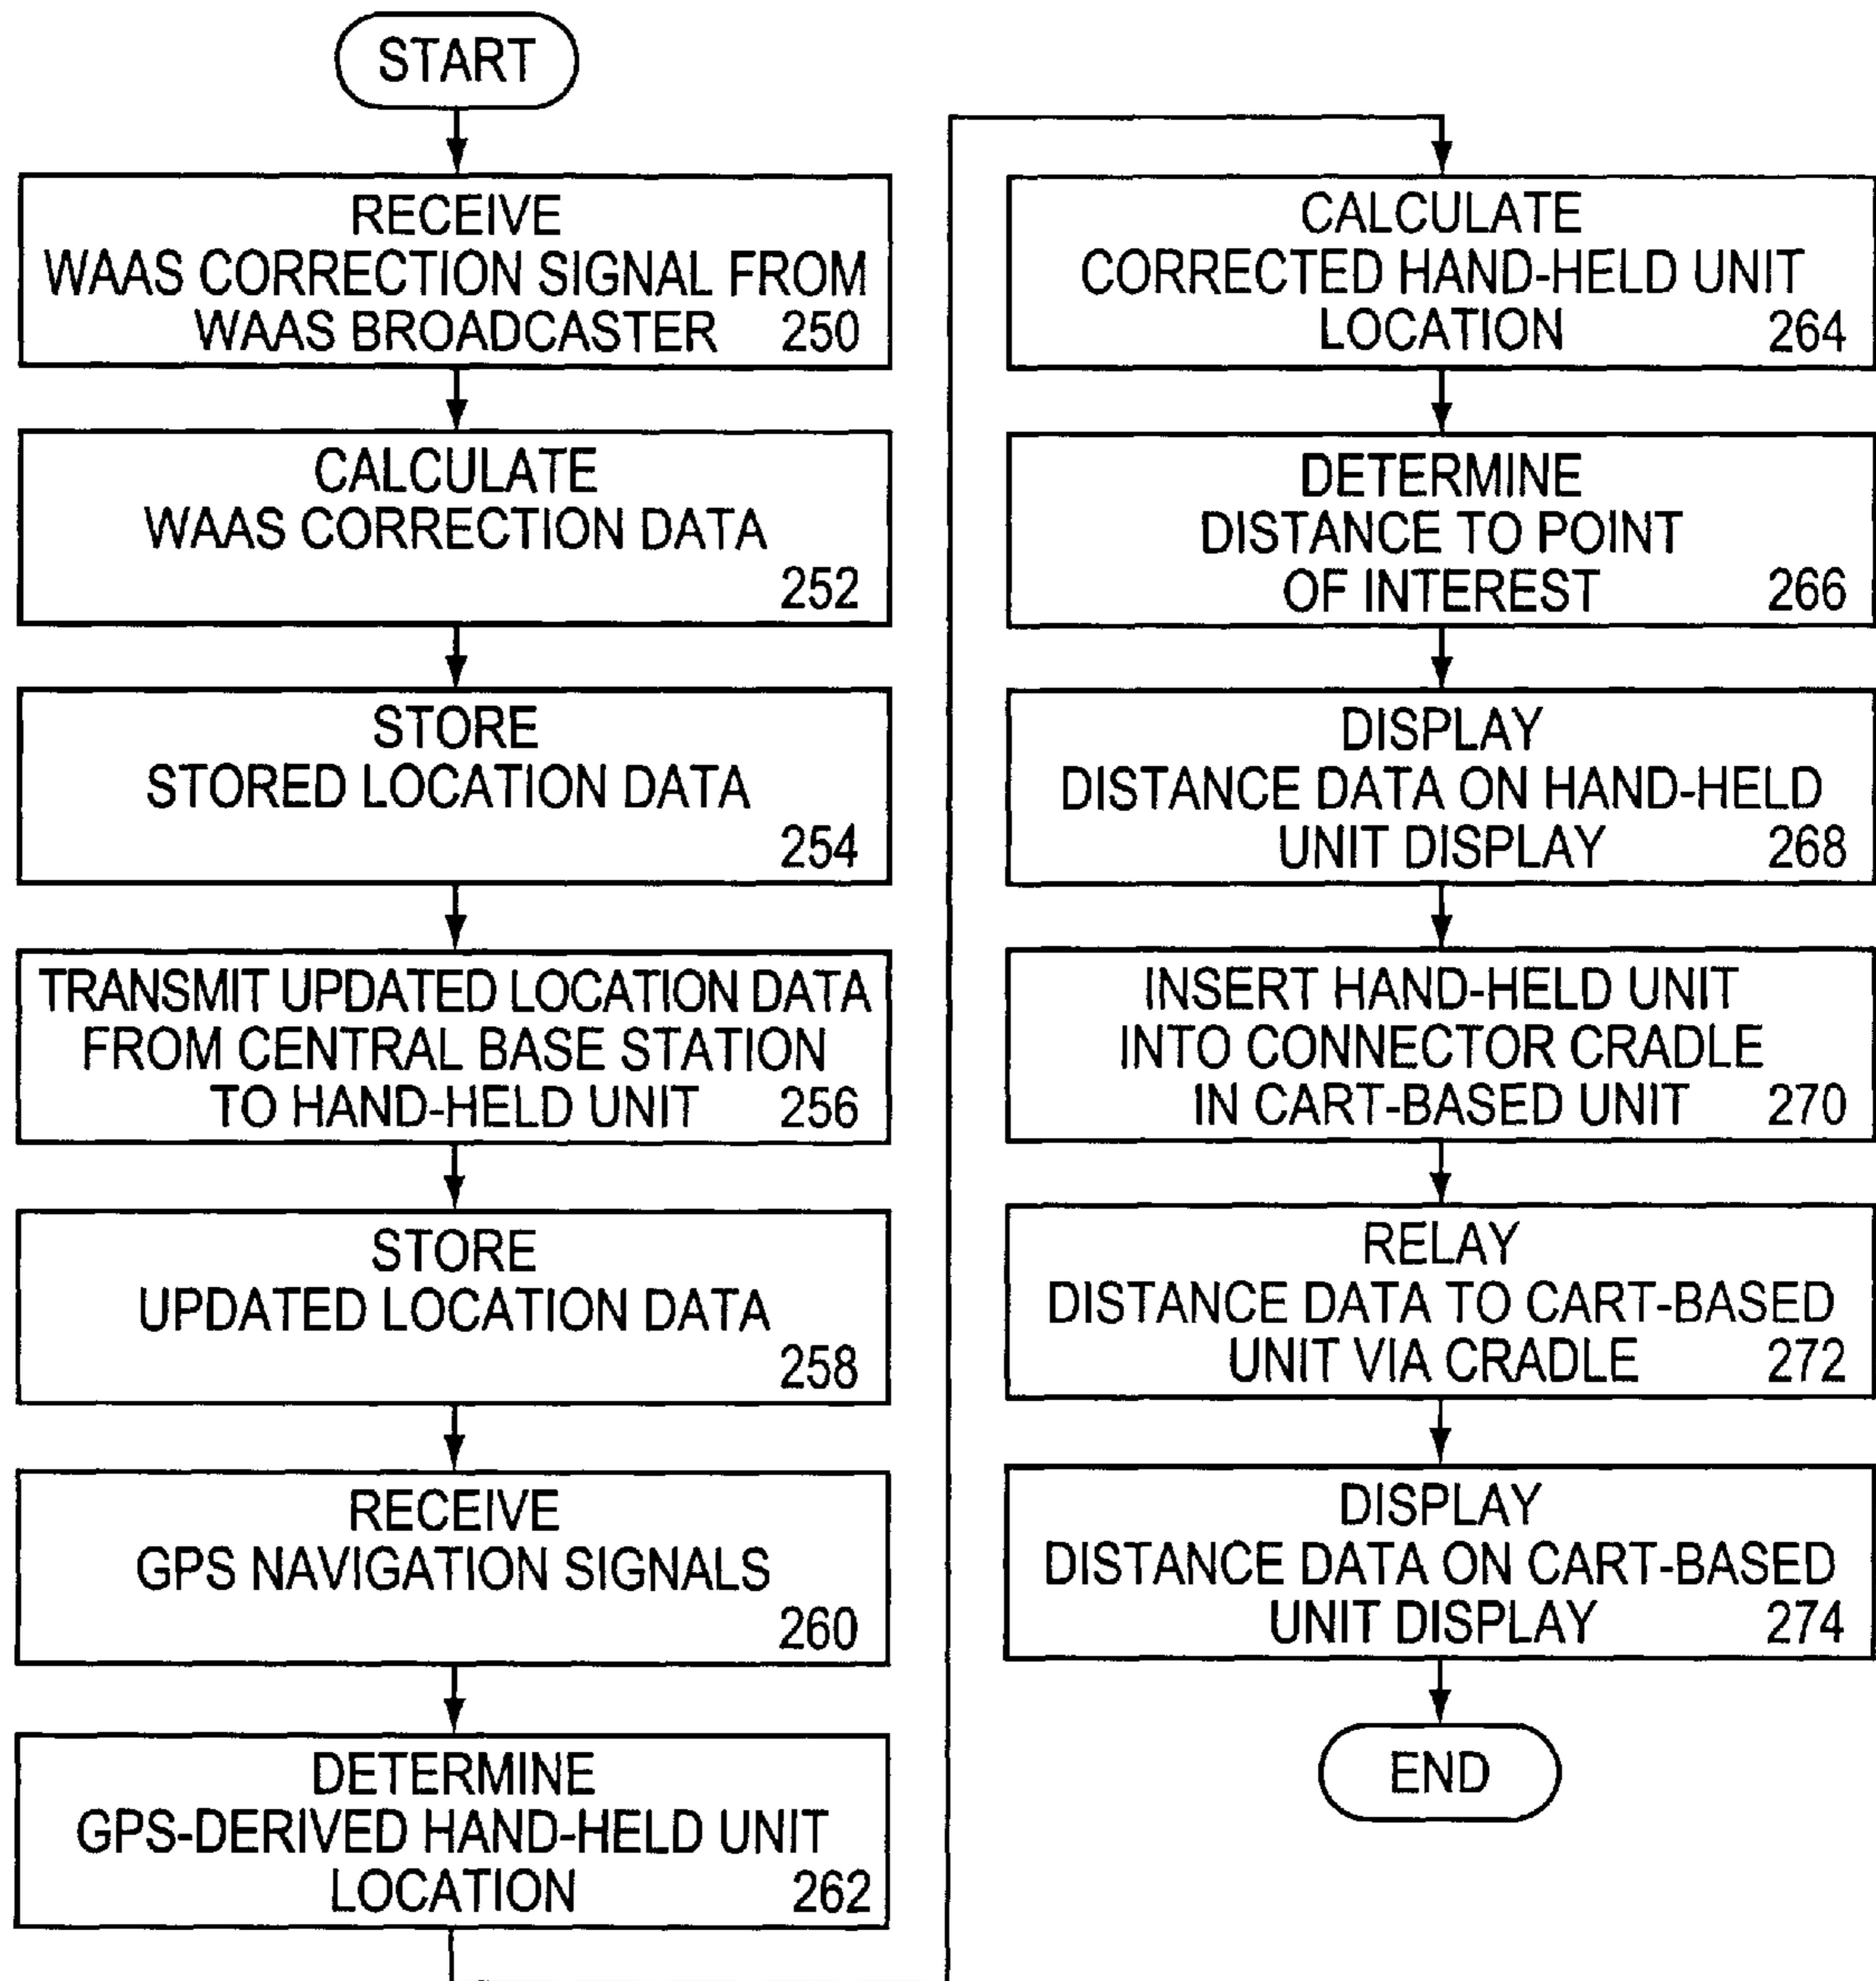 START
RECEIVE
WAAS CORRECTION SIGNAL FROM
WAAS BROADCASTER 250
CALCULATE
WAAS CORRECTION DATA
252
STORE
STORED LOCATION DATA
254
TRANSMIT UPDATED LOCATION DATA
FROM CENTRAL BASE STATION
TO HAND-HELD UNIT 256
STORE
UPDATED LOCATION DATA
258
RECEIVE
GPS NAVIGATION SIGNALS
260
DETERMINE
GPS-DERIVED HAND-HELD UNIT
LOCATION 262
CALCULATE
CORRECTED HAND-HELD UNIT
LOCATION 264
DETERMINE
DISTANCE TO POINT
OF INTEREST 266
DISPLAY
DISTANCE DATA ON HAND-HELD
UNIT DISPLAY 268
INSERT HAND-HELD UNIT
INTO CONNECTOR CRADLE
IN CART-BASED UNIT 270
RELAY
DISTANCE DATA TO CART-BASED
UNIT VIA CRADLE 272
DISPLAY
DISTANCE DATA ON CART-BASED
UNIT DISPLAY 274
END